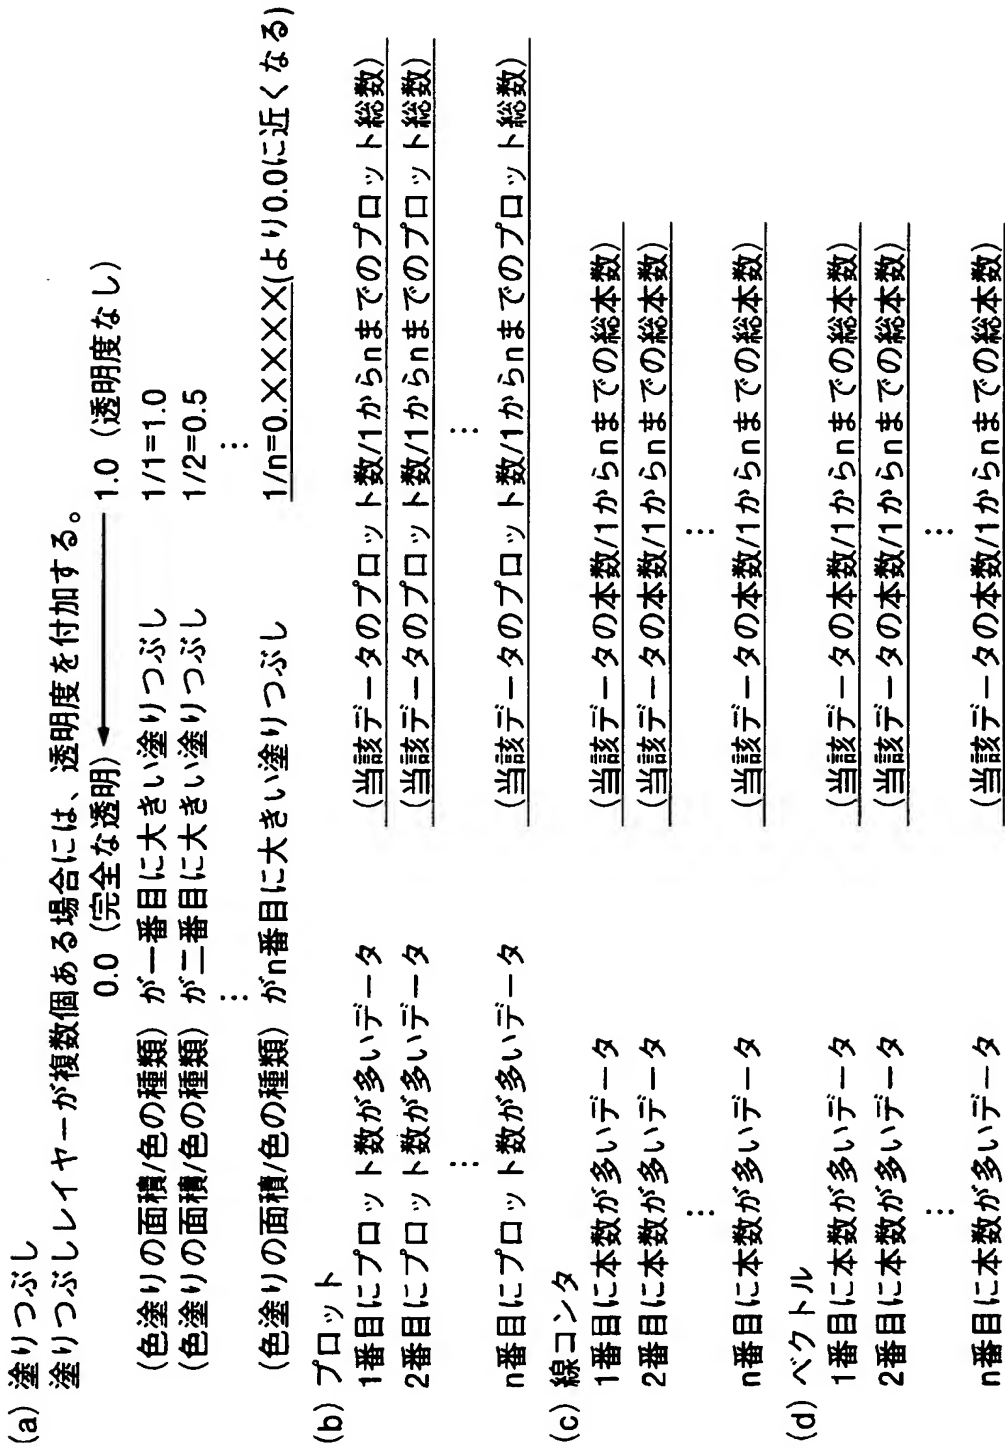 (a) 塗りつぶし
塗りつぶしレイヤーが複数個ある場合には、透明度を付加する。
0.0（完全な透明） 1.0（透明度なし）
(色塗りの面積/色の種類) が一番目に大きい塗りつぶし 1/1=1.0
(色塗りの面積/色の種類) が二番目に大きい塗りつぶし 1/2=0.5
⋮ ⋮
(色塗りの面積/色の種類) がn番目に大きい塗りつぶし 1/n=0.××××(より0.0に近くなる)
(b) プロット
1番目にプロット数が多いデータ (当該データのプロット数/1からnまでのプロット総数)
2番目にプロット数が多いデータ (当該データのプロット数/1からnまでのプロット総数)
⋮ ⋮
n番目にプロット数が多いデータ (当該データのプロット数/1からnまでのプロット総数)
(c) 線コンタ
1番目に本数が多いデータ (当該データの本数/1からnまでの総本数)
2番目に本数が多いデータ (当該データの本数/1からnまでの総本数)
⋮ ⋮
n番目に本数が多いデータ (当該データの本数/1からnまでの総本数)
(d) ベクトル
1番目に本数が多いデータ (当該データの本数/1からnまでの総本数)
2番目に本数が多いデータ (当該データの本数/1からnまでの総本数)
⋮ ⋮
n番目に本数が多いデータ (当該データの本数/1からnまでの総本数)